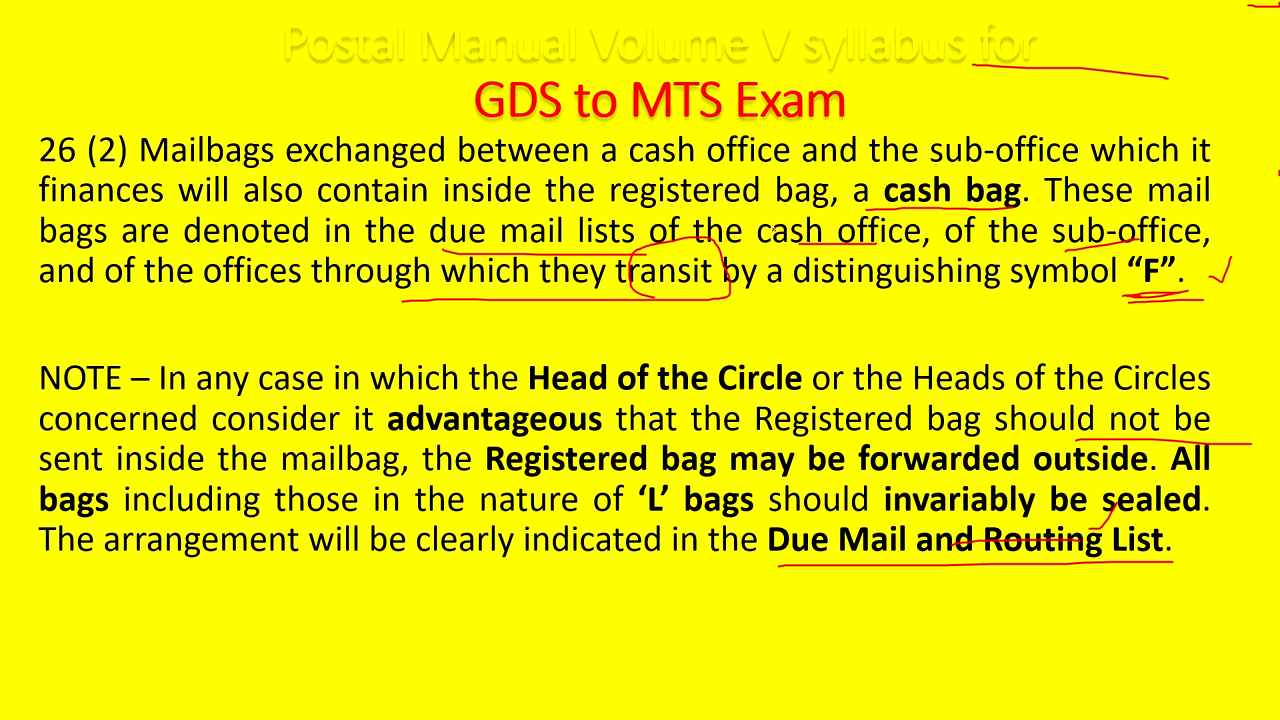 Postal Manual Volume V syllabus for
GDS to MTS Exam
26 (2) Mailbags exchanged between a cash office and the sub-office which it
finances will also contain inside the registered bag, a cash bag. These mail
bags are denoted in the due mail lists of the cash office, of the sub-office,
and of the offices through which they transit by a distinguishing symbol “F”.
NOTE – In any case in which the Head of the Circle or the Heads of the Circles
concerned consider it advantageous that the Registered bag should not be
sent inside the mailbag, the Registered bag may be forwarded outside. All
bags including those in the nature of ‘L’ bags should invariably be sealed.
The arrangement will be clearly indicated in the Due Mail and Routing List.